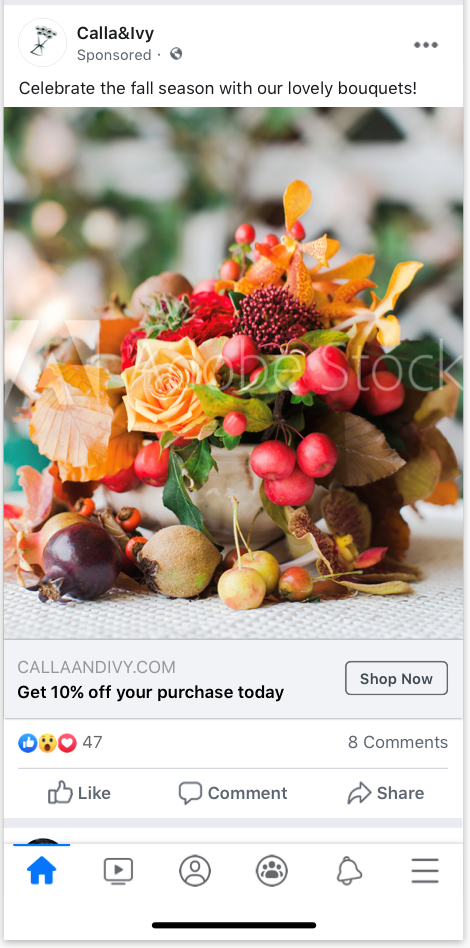 Calla&Ivy
Sponsored ·
Celebrate the fall season with our lovely bouquets!
Adobe Stock
CALLAANDIVY.COM
Get 10% off your purchase today
Shop Now
47
8 Comments
Like
Comment
Share